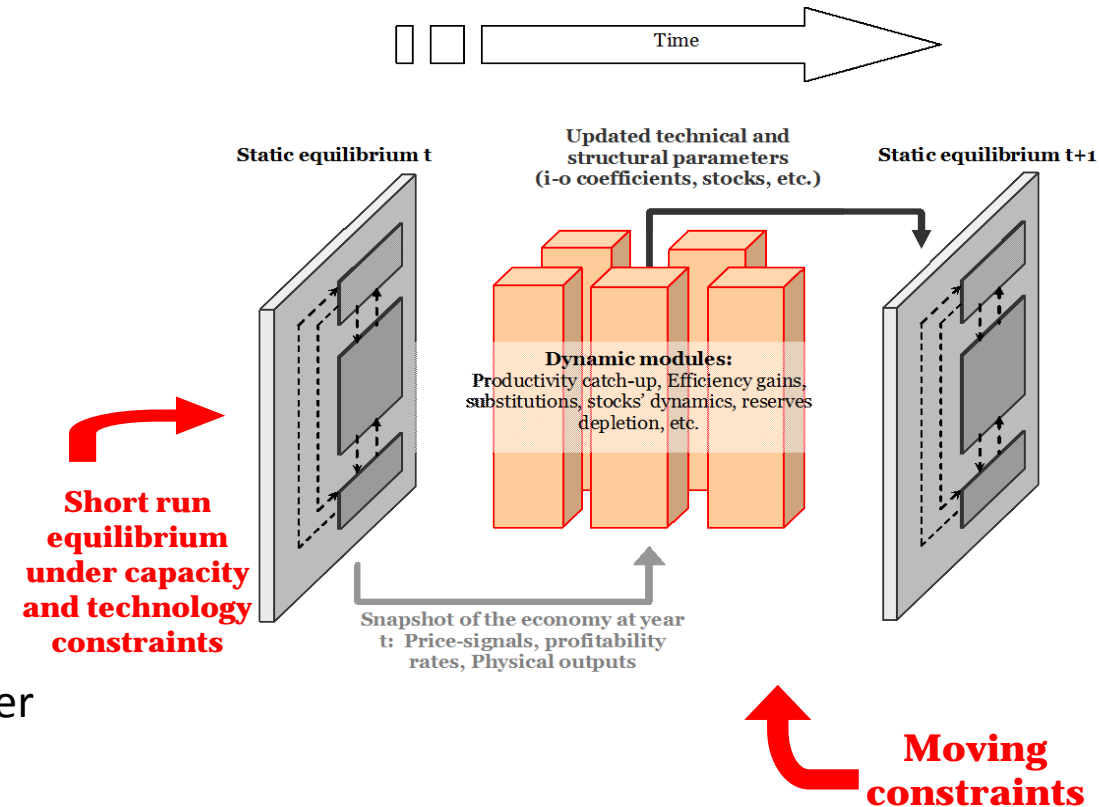 Time
Updated technical and
structural parameters
(i-o coefficients, stocks, etc.)
Static equilibrium t
Static equilibrium t+1
Dynamic modules:
Productivity catch-up, Efficiency gains,
substitutions, stocks' dynamics, reserves
depletion, etc.
Short run
equilibrium
under capacity
and technology
constraints
Snapshot of the economy at year
t: Price-signals, profitability
rates, Physical outputs
er
Moving
constraints